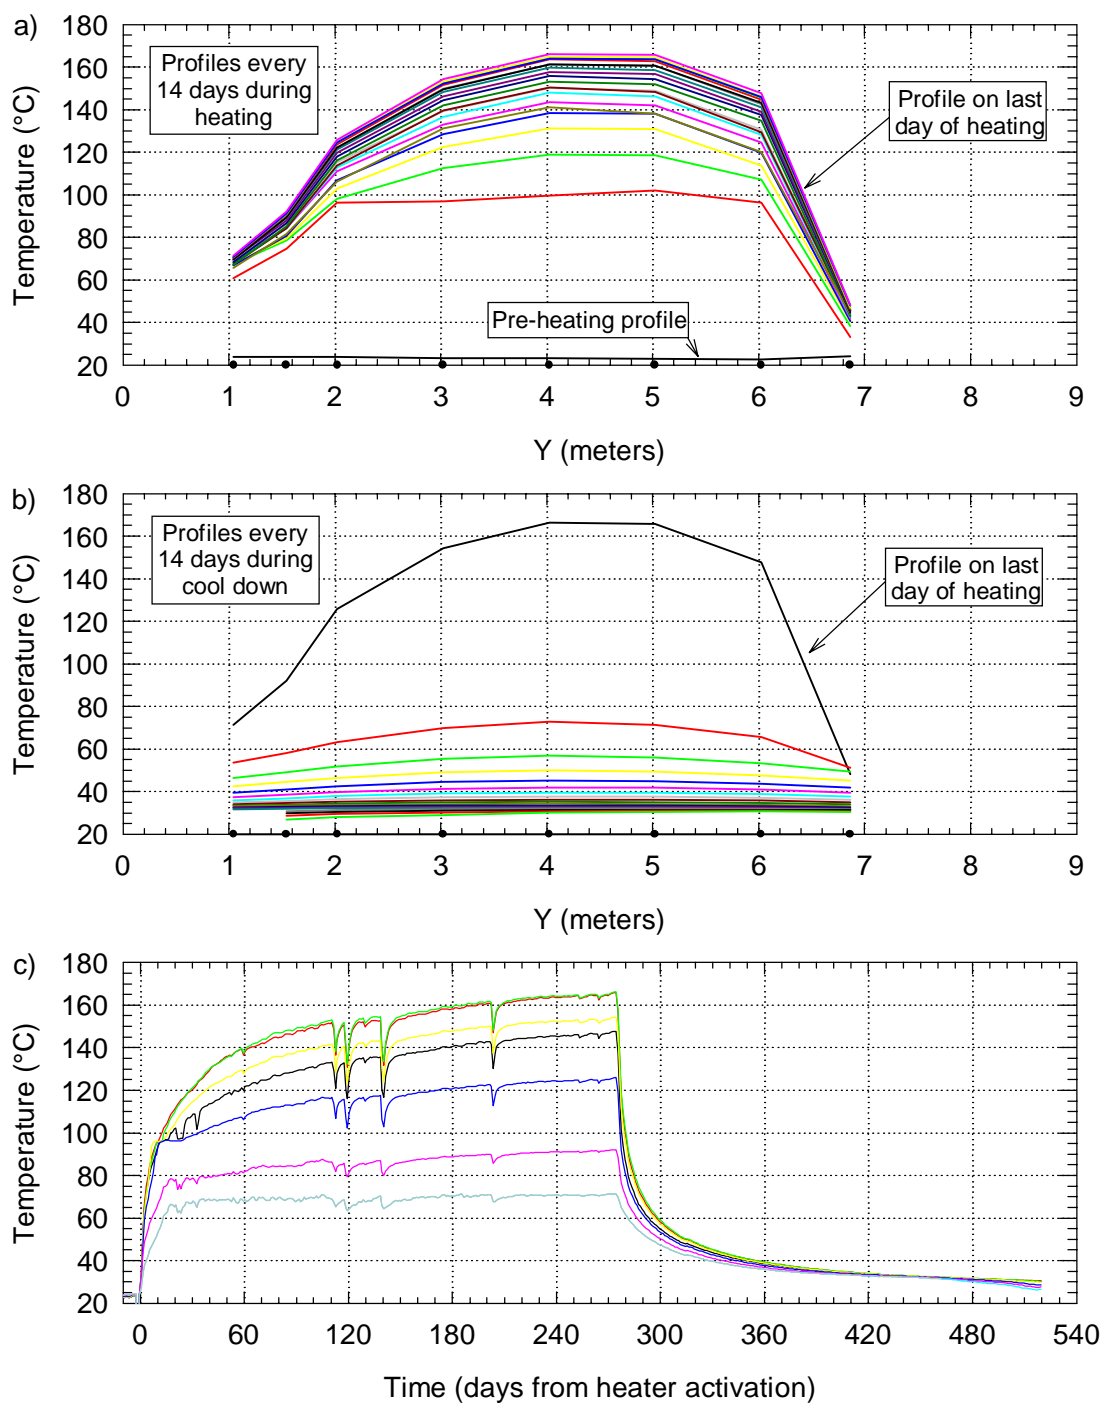 a)
180
160
140
120
100
80
60
40
20
Temperature (°C)
Profiles every
14 days during
heating
Profile on last
day of heating
Pre-heating profile
0 1 2 3 4 5 6 7 8 9
Y (meters)
b)
180
160
140
120
100
80
60
40
20
Temperature (°C)
Profiles every
14 days during
cool down
Profile on last
day of heating
0 1 2 3 4 5 6 7 8 9
Y (meters)
c)
180
160
140
120
100
80
60
40
20
Temperature (°C)
0 60 120 180 240 300 360 420 480 540
Time (days from heater activation)